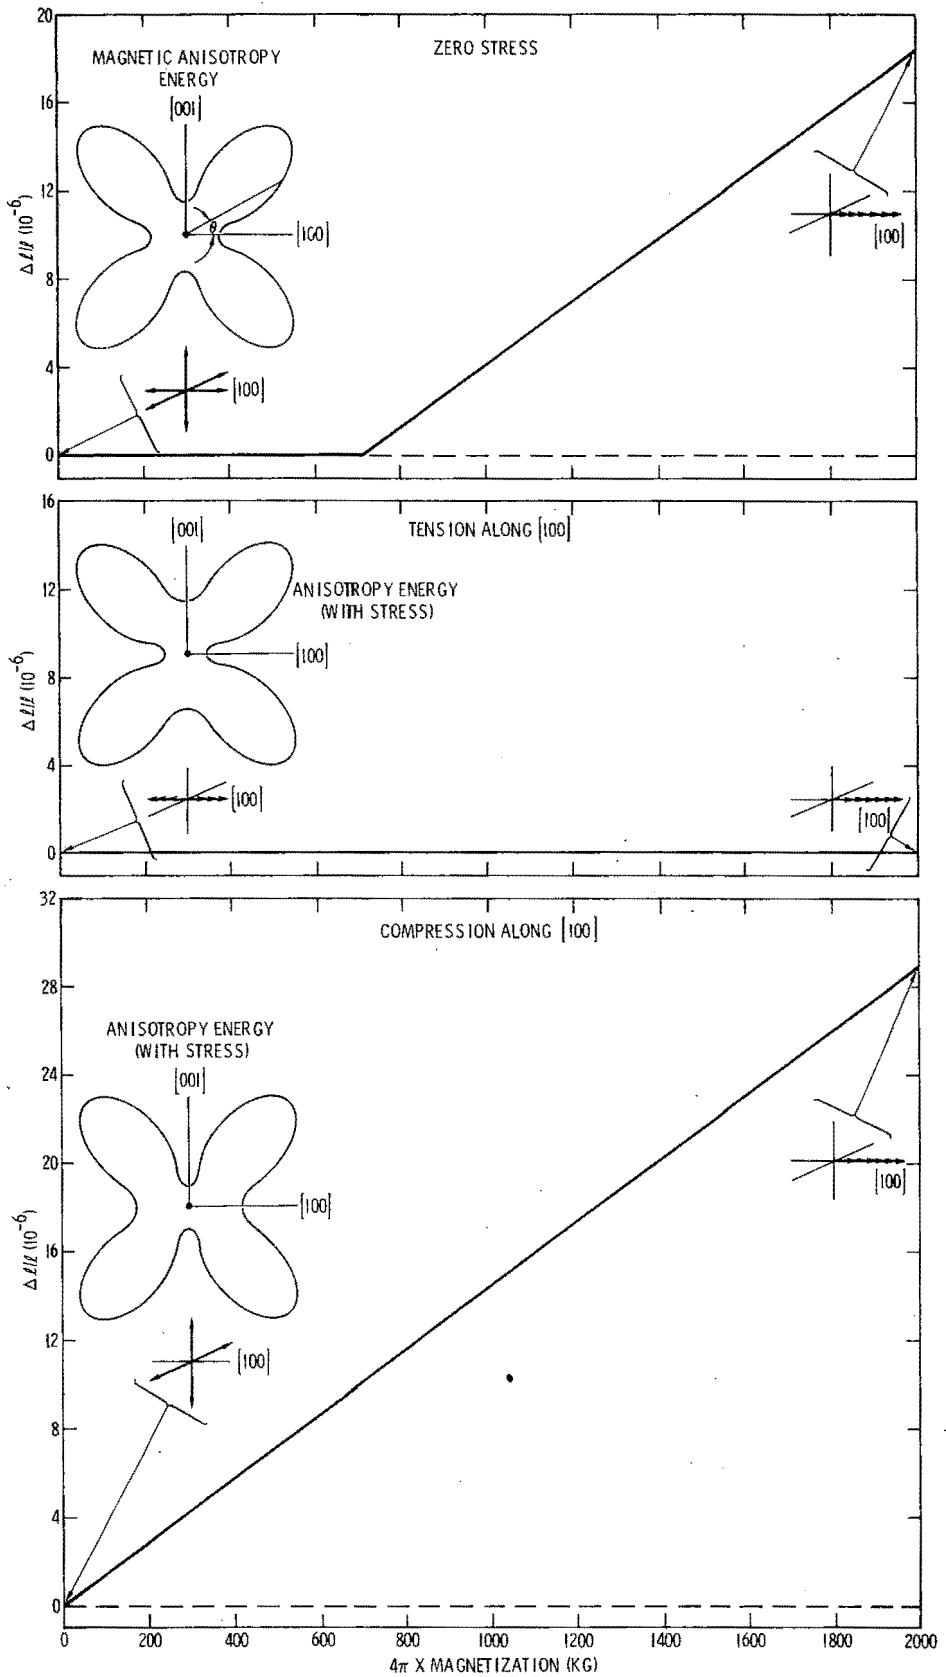 20
16
12
8
4
0
Δℓ/ℓ (10⁻⁶)
ZERO STRESS
MAGNETIC ANISOTROPY
ENERGY
[001]
θ
[100]
[100]
[100]
16
12
8
4
0
Δℓ/ℓ (10⁻⁶)
TENSION ALONG [100]
[001]
ANISOTROPY ENERGY
(WITH STRESS)
[100]
[100]
[100]
32
28
24
20
16
12
8
4
0
Δℓ/ℓ (10⁻⁶)
COMPRESSION ALONG [100]
ANISOTROPY ENERGY
(WITH STRESS)
[001]
[100]
[100]
[100]
0 200 400 600 800 1000 1200 1400 1600 1800 2000
4π X MAGNETIZATION (KG)